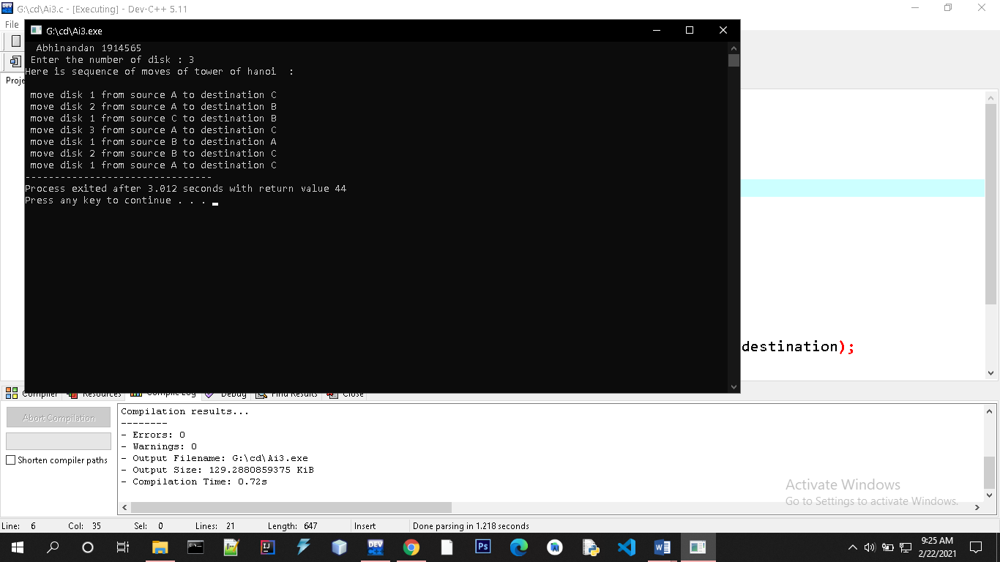 G:\cd\Ai3.c - [Executing] - Dev-C++ 5.11
File
G:\cd\Ai3.exe
Abhinandan 1914565
Enter the number of disk : 3
Here is sequence of moves of tower of hanoi  :
move disk 1 from source A to destination C
move disk 2 from source A to destination B
move disk 1 from source C to destination B
move disk 3 from source A to destination C
move disk 1 from source B to destination A
move disk 2 from source B to destination C
move disk 1 from source A to destination C
--------------------------------
Process exited after 3.012 seconds with return value 44
Press any key to continue . . .
Proje
destination);
Compiler Resources Compile Log Debug Find Results Close
Abort Compilation
Shorten compiler paths
Compilation results...
--------
- Errors: 0
- Warnings: 0
- Output Filename: G:\cd\Ai3.exe
- Output Size: 129.2880859375 KiB
- Compilation Time: 0.72s
Activate Windows
Go to Settings to activate Windows.
Line: 6 Col: 35 Sel: 0 Lines: 21 Length: 647 Insert Done parsing in 1.218 seconds
DEV
Ps
9:25 AM
2/22/2021